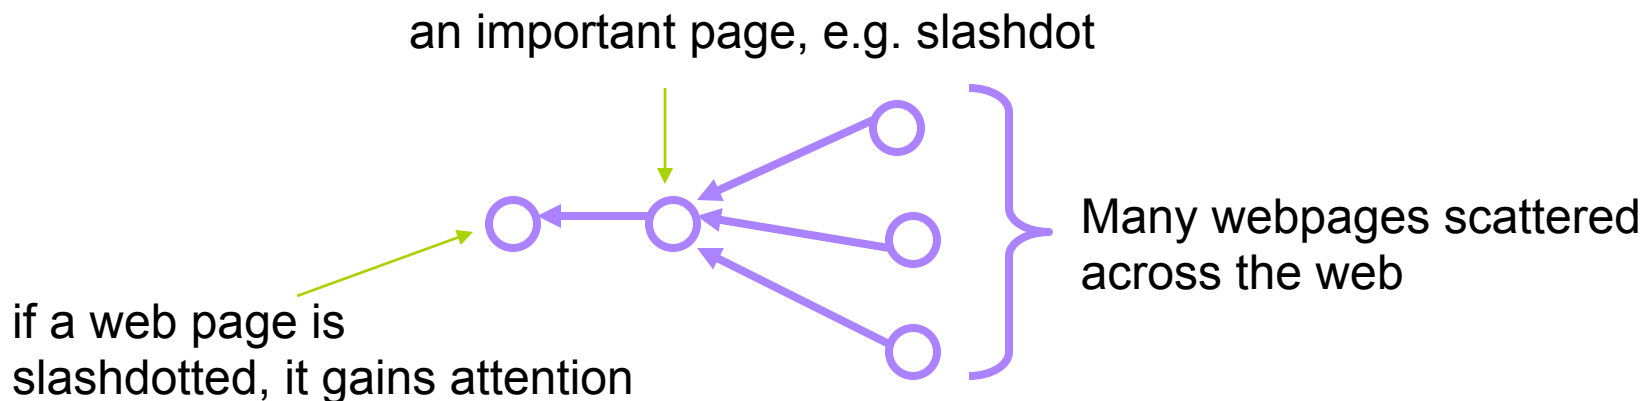 an important page, e.g. slashdot
Many webpages scattered
across the web
if a web page is
slashdotted, it gains attention